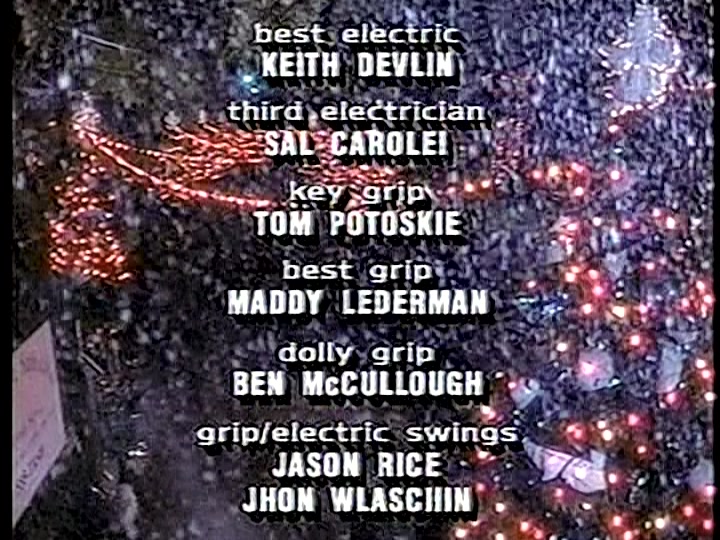 best electric
KEITH DEVLIN
third electrician
SAL CAROLEI
key grip
TOM POTOSKIE
best grip
MADDY LEDERMAN
dolly grip
BEN McCULLOUGH
grip/electric swings
JASON RICE
JHON WLASCHIN